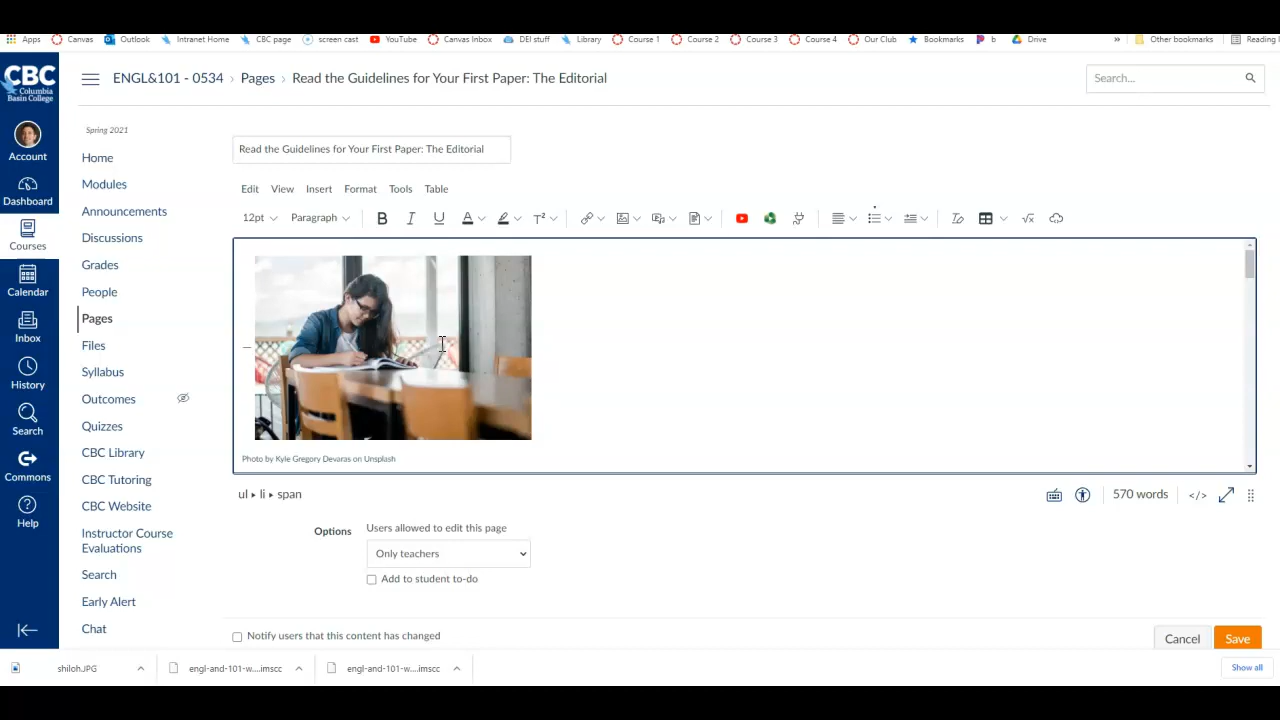 Apps Canvas Outlook Intranet Home CBC page screen cast YouTube Canvas Inbox DEI stuff Library Course 1 Course 2 Course 3 Course 4 Our Club Bookmarks b Drive » Other bookmarks Reading
CBC
Columbia
Basin College
ENGL&101 - 0534 › Pages › Read the Guidelines for Your First Paper: The Editorial
Search...
Account
Dashboard
Courses
Calendar
Inbox
History
Search
Commons
Help
Spring 2021
Home
Modules
Announcements
Discussions
Grades
People
Pages
Files
Syllabus
Outcomes
Quizzes
CBC Library
CBC Tutoring
CBC Website
Instructor Course
Evaluations
Search
Early Alert
Chat
Read the Guidelines for Your First Paper: The Editorial
Edit View Insert Format Tools Table
12pt Paragraph B I U A T²
Photo by Kyle Gregory Devaras on Unsplash
ul ▸ li ▸ span
570 words </>
Options
Users allowed to edit this page
Only teachers
Add to student to-do
Notify users that this content has changed
Cancel Save
shiloh.JPG engl-and-101-w....imscc engl-and-101-w....imscc Show all